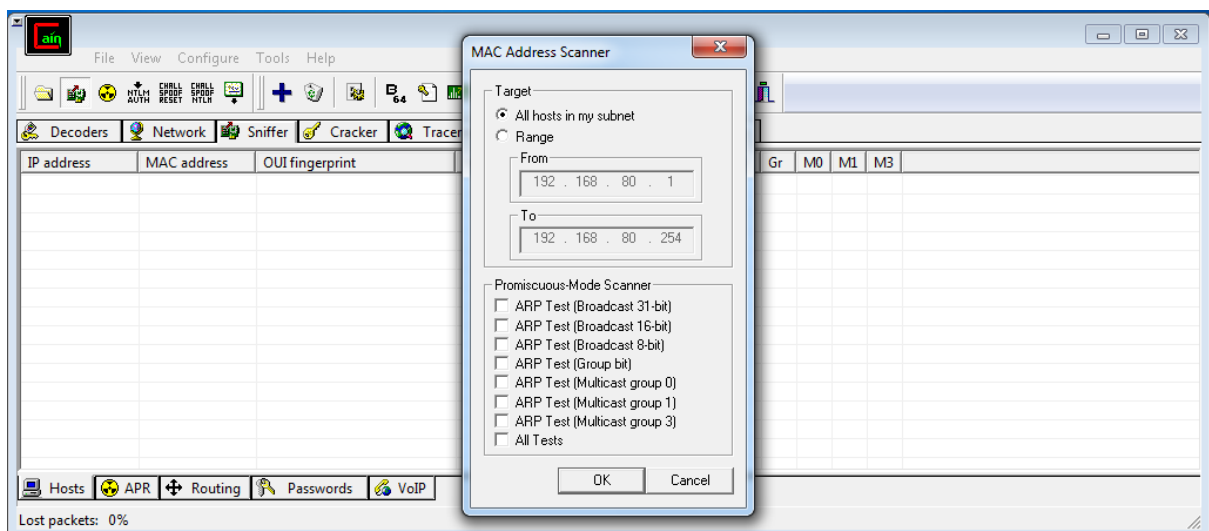 Cain
File View Configure Tools Help
NTLM AUTH
CHALL SPOOF RESET
CHALL SPOOF NTLM
B64
Decoders Network Sniffer Cracker
IP address MAC address OUI fingerprint Gr M0 M1 M3
MAC Address Scanner
Target
All hosts in my subnet
Range
From
192 . 168 . 80 . 1
To
192 . 168 . 80 . 254
Promiscuous-Mode Scanner
ARP Test (Broadcast 31-bit)
ARP Test (Broadcast 16-bit)
ARP Test (Broadcast 8-bit)
ARP Test (Group bit)
ARP Test (Multicast group 0)
ARP Test (Multicast group 1)
ARP Test (Multicast group 3)
All Tests
OK Cancel
Hosts APR Routing Passwords VoIP
Lost packets: 0%